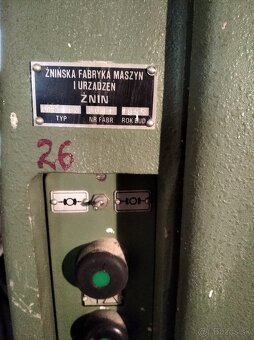 ŻNIŃSKA FABRYKA MASZYN
I URZĄDZEŃ
ŻNIN
TYP NR FABR. ROK BUD.
26